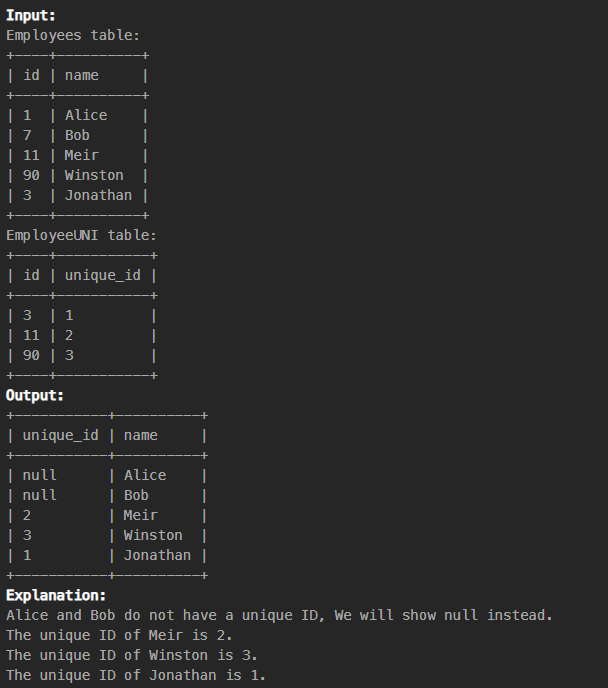 Input:
Employees table:
+----+----------+
| id | name     |
+----+----------+
| 1  | Alice    |
| 7  | Bob      |
| 11 | Meir     |
| 90 | Winston  |
| 3  | Jonathan |
+----+----------+
EmployeeUNI table:
+----+-----------+
| id | unique_id |
+----+-----------+
| 3  | 1         |
| 11 | 2         |
| 90 | 3         |
+----+-----------+
Output:
+-----------+----------+
| unique_id | name     |
+-----------+----------+
| null      | Alice    |
| null      | Bob      |
| 2         | Meir     |
| 3         | Winston  |
| 1         | Jonathan |
+-----------+----------+
Explanation:
Alice and Bob do not have a unique ID, We will show null instead.
The unique ID of Meir is 2.
The unique ID of Winston is 3.
The unique ID of Jonathan is 1.